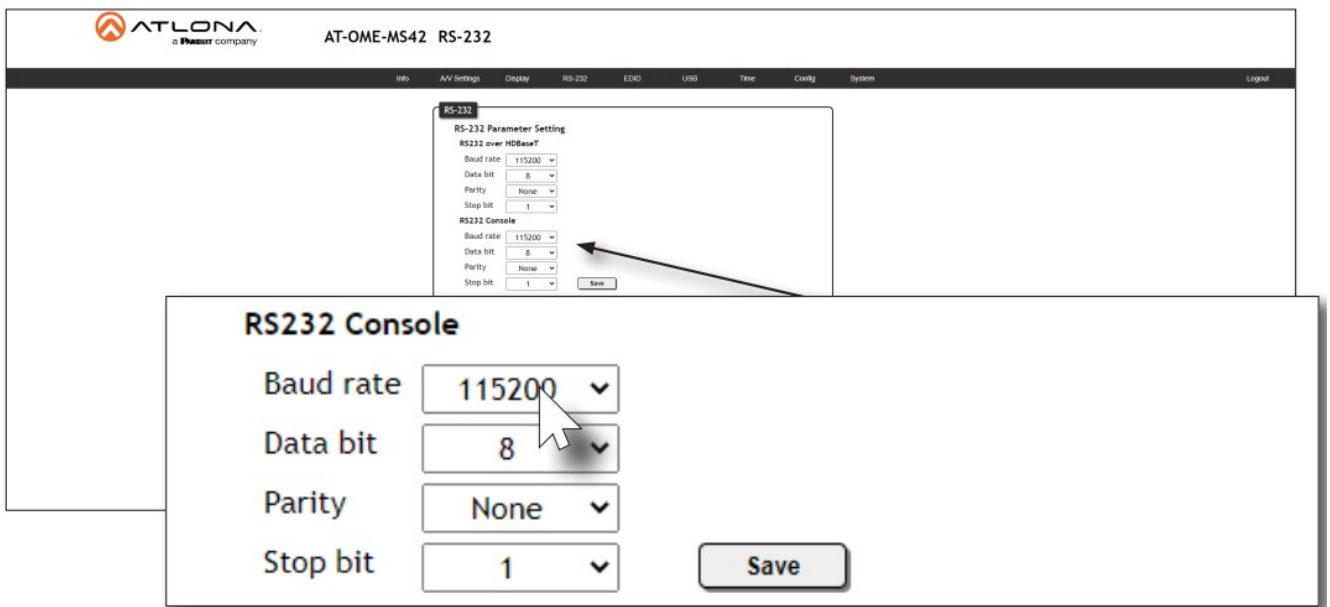 ATLONA.
a PANDUIT company
AT-OME-MS42 RS-232
Info A/V Settings Display RS-232 EDID USB Time Config System Logout
RS-232
RS-232 Parameter Setting
RS232 over HDBaseT
Baud rate 115200
Data bit 8
Parity None
Stop bit 1
RS232 Console
Baud rate 115200
Data bit 8
Parity None
Stop bit 1 Save
RS232 Console
Baud rate 115200
Data bit 8
Parity None
Stop bit 1 Save